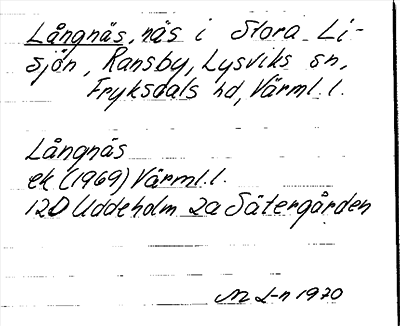 Långnäs, näs i Stora Li-
sjön, Ransby, Lysviks sn,
Fryksdals hd, Värml. l.
Långnäs
ek (1969) Värml. l.
12D Uddeholm 2a Sätergården
L-n 1970